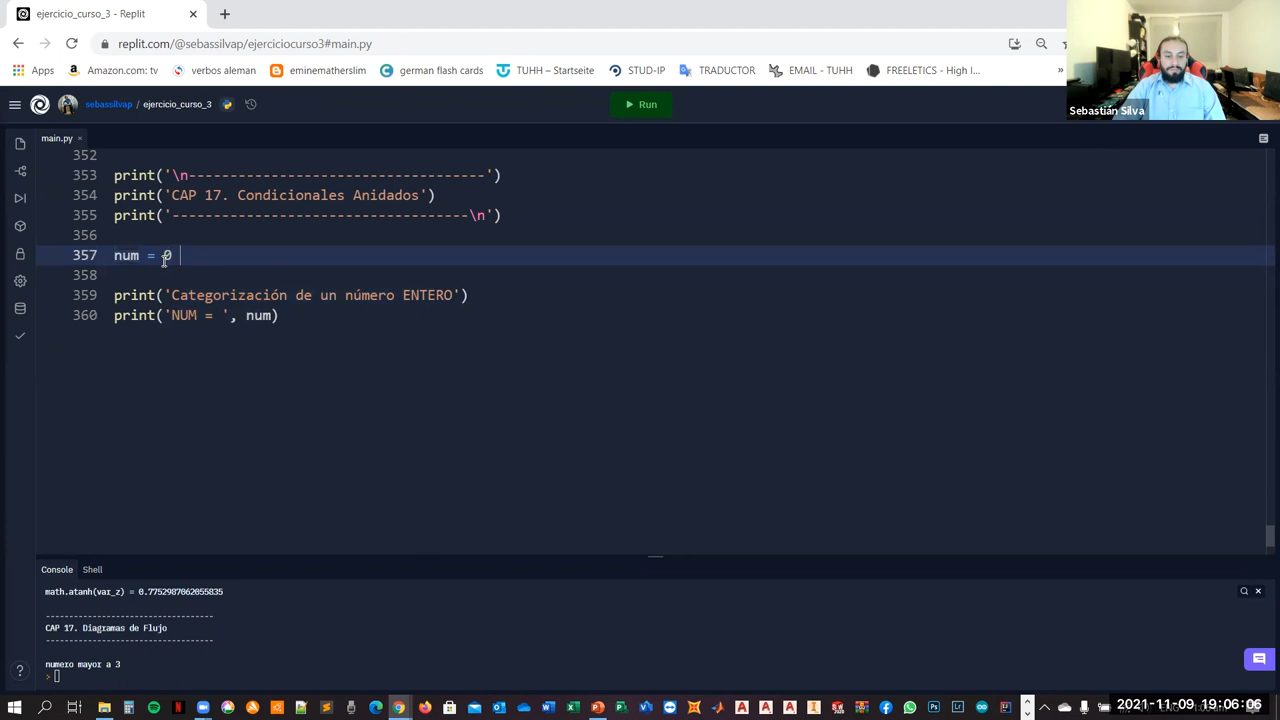 ejercicio_curso_3 - Replit
replit.com/@sebassilvap/ejerciciocurso3#main.py
Apps
Amazon.com: tv
verbos aleman
eminematherslim
german flash cards
TUHH – Startseite
STUD-IP
TRADUCTOR
EMAIL - TUHH
FREELETICS - High I...
»
Sebastián Silva
sebassilvap / ejercicio_curso_3
Run
main.py
352
353 print('\n-----------------------------------')
354 print('CAP 17. Condicionales Anidados')
355 print('-----------------------------------\n')
356
357 num = 0
358
359 print('Categorización de un número ENTERO')
360 print('NUM = ', num)
Console
Shell
math.atanh(var_z) = 0.7752987062055835
-----------------------------------
CAP 17. Diagramas de Flujo
-----------------------------------
numero mayor a 3
>
2021-11-09 19:06:06